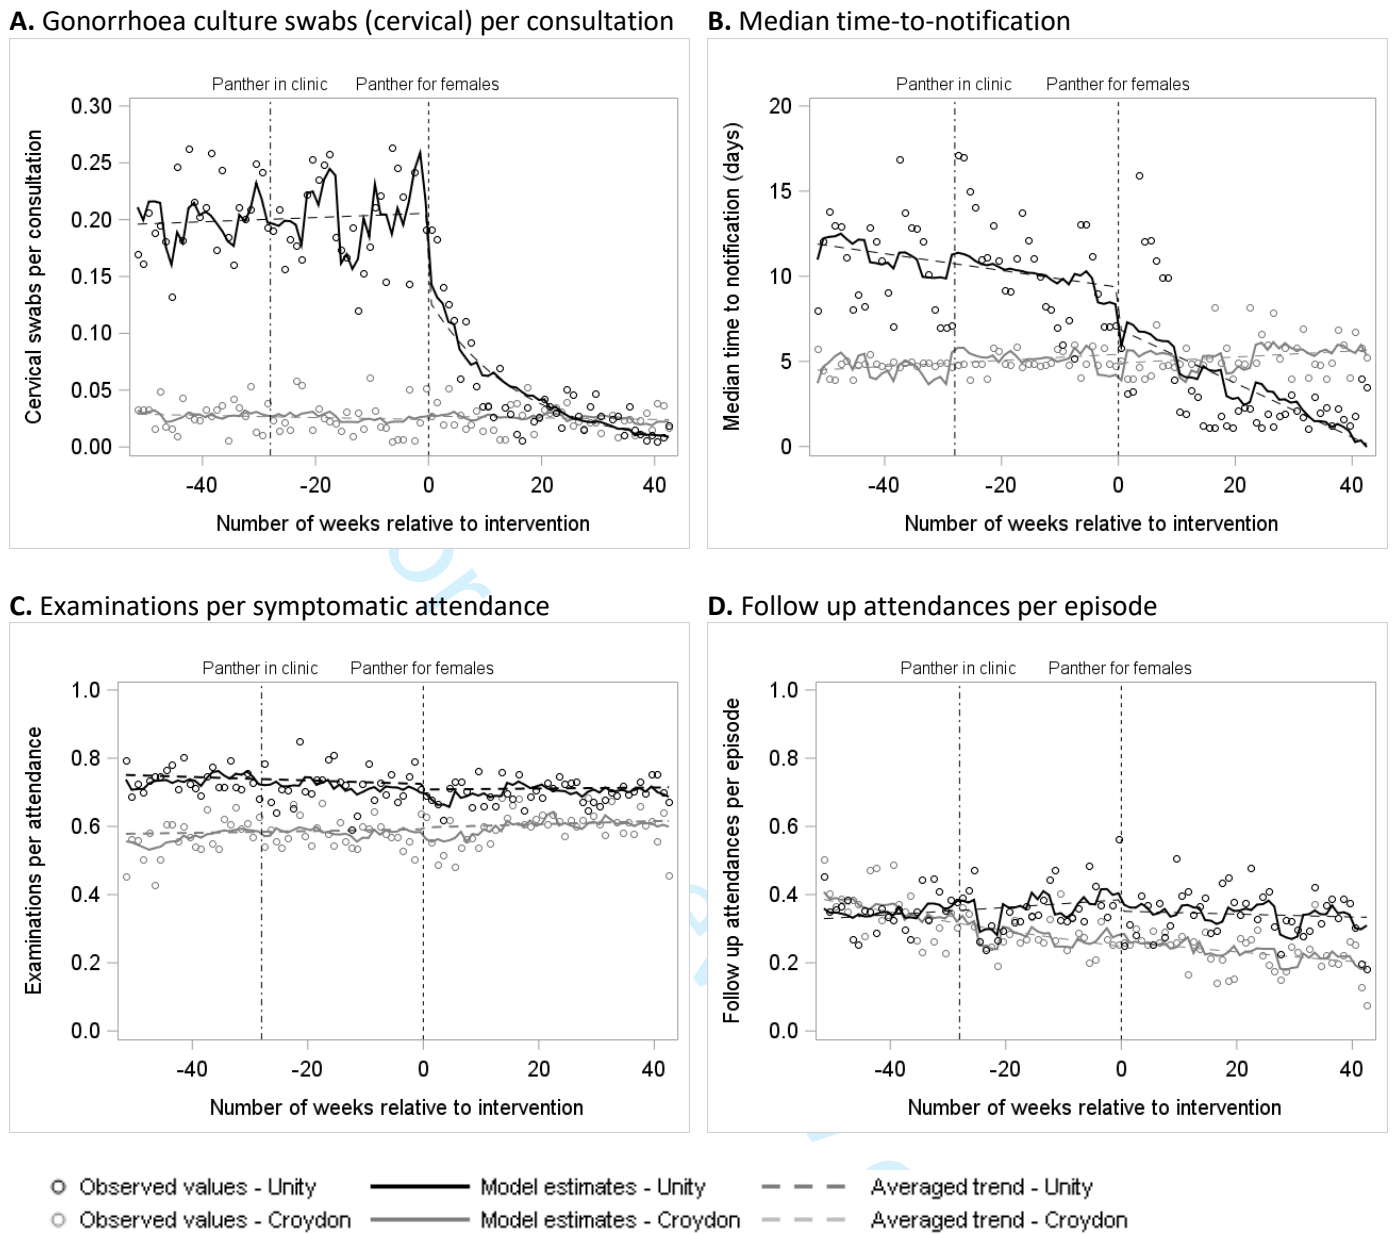 A. Gonorrhoea culture swabs (cervical) per consultation
Panther in clinic Panther for females
0.30
0.25
0.20
0.15
0.10
0.05
0.00
Cervical swabs per consultation
-40 -20 0 20 40
Number of weeks relative to intervention
B. Median time-to-notification
Panther in clinic Panther for females
20
15
10
5
0
Median time to notification (days)
-40 -20 0 20 40
Number of weeks relative to intervention
C. Examinations per symptomatic attendance
Panther in clinic Panther for females
1.0
0.8
0.6
0.4
0.2
0.0
Examinations per attendance
-40 -20 0 20 40
Number of weeks relative to intervention
D. Follow up attendances per episode
Panther in clinic Panther for females
1.0
0.8
0.6
0.4
0.2
0.0
Follow up attendances per episode
-40 -20 0 20 40
Number of weeks relative to intervention
Observed values - Unity Model estimates - Unity Averaged trend - Unity
Observed values - Croydon Model estimates - Croydon Averaged trend - Croydon